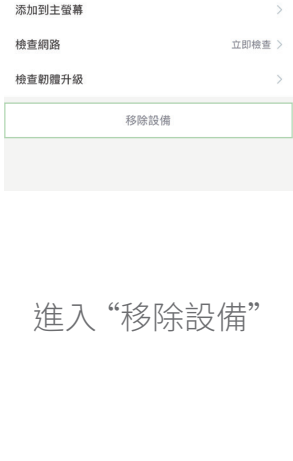 添加到主螢幕
檢查網路 立即檢查
檢查韌體升級
移除設備
進入“移除設備”